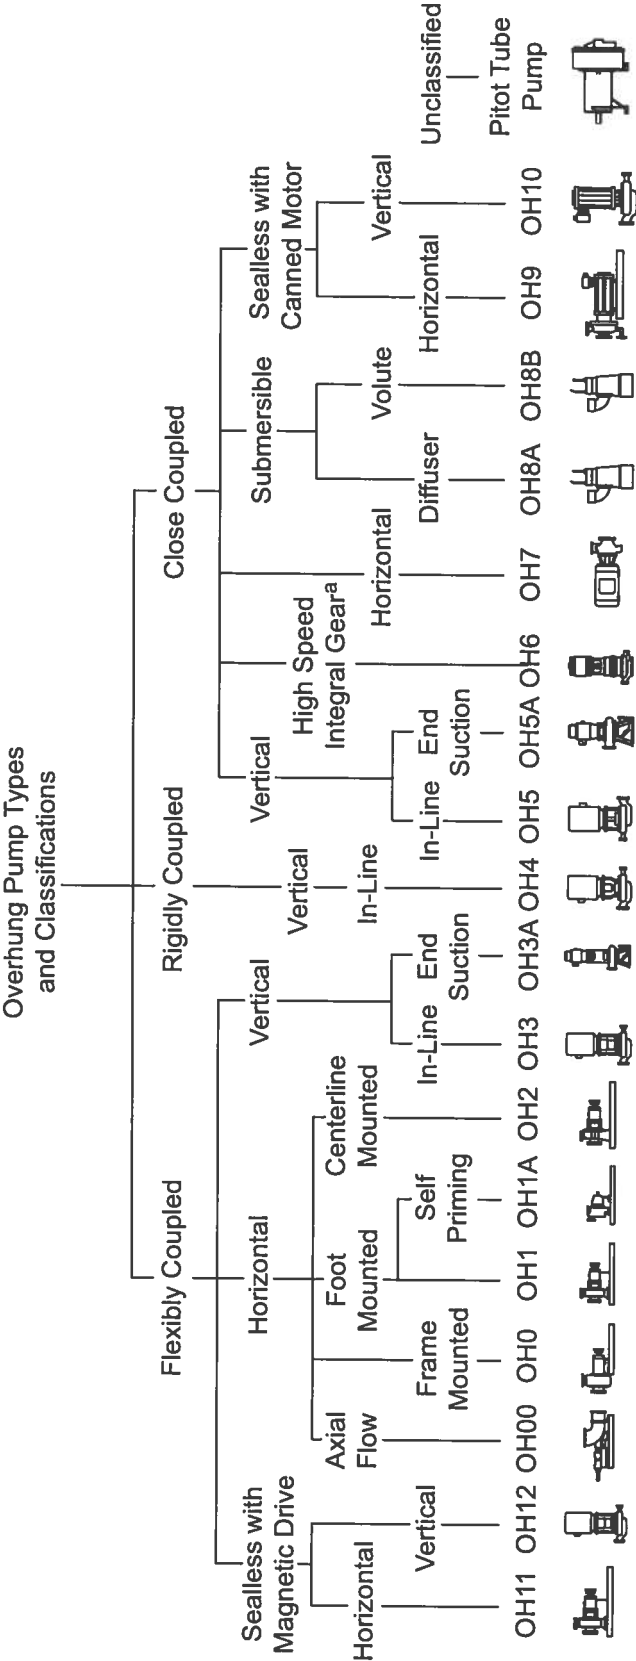 Overhung Pump Types
and Classifications
Flexibly Coupled
Rigidly Coupled
Close Coupled
Sealless with
Magnetic Drive
Horizontal
Vertical
Vertical
Vertical
High Speed
Integral Gearᵃ
Submersible
Sealless with
Canned Motor
Unclassified
Horizontal
Vertical
Axial
Flow
Frame
Mounted
Foot
Mounted
Self
Priming
Centerline
Mounted
In-Line
End
Suction
In-Line
In-Line
End
Suction
Horizontal
Diffuser
Volute
Horizontal
Vertical
Pitot Tube
Pump
OH11
OH12
OH00
OH0
OH1
OH1A
OH2
OH3
OH3A
OH4
OH5
OH5A
OH6
OH7
OH8A
OH8B
OH9
OH10